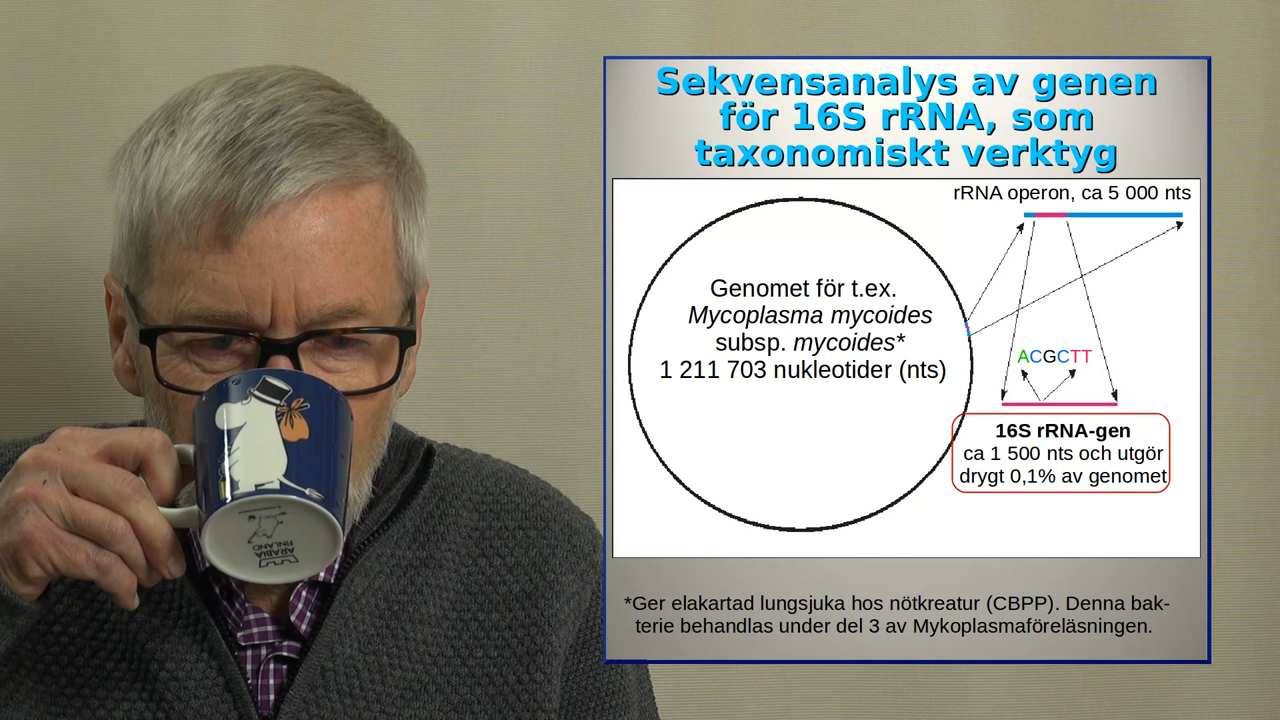 Sekvensanalys av genen
för 16S rRNA, som
taxonomiskt verktyg
rRNA operon, ca 5 000 nts
Genomet för t.ex.
Mycoplasma mycoides
subsp. mycoides*
1 211 703 nukleotider (nts)
ACGCTT
16S rRNA-gen
ca 1 500 nts och utgör
drygt 0,1% av genomet
*Ger elakartad lungsjuka hos nötkreatur (CBPP). Denna bak-
terie behandlas under del 3 av Mykoplasmaföreläsningen.
ARABIA
FINLAND